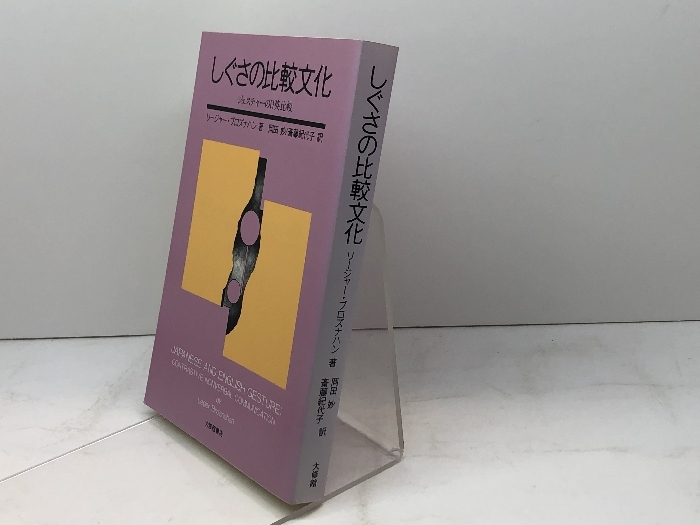 しぐさの比較文化
ジェスチャーの日英比較
リージャー・ブロズナハン 著 岡田 妙/斎藤紀代子 訳
JAPANESE AND ENGLISH GESTURE:
CONTRASTIVE NONVERBAL COMMUNICATION
BY
Leger Brosnahan
大修館書店
しぐさの比較文化
リージャー・ブロズナハン 著
岡田 妙
斎藤紀代子 訳
大修館